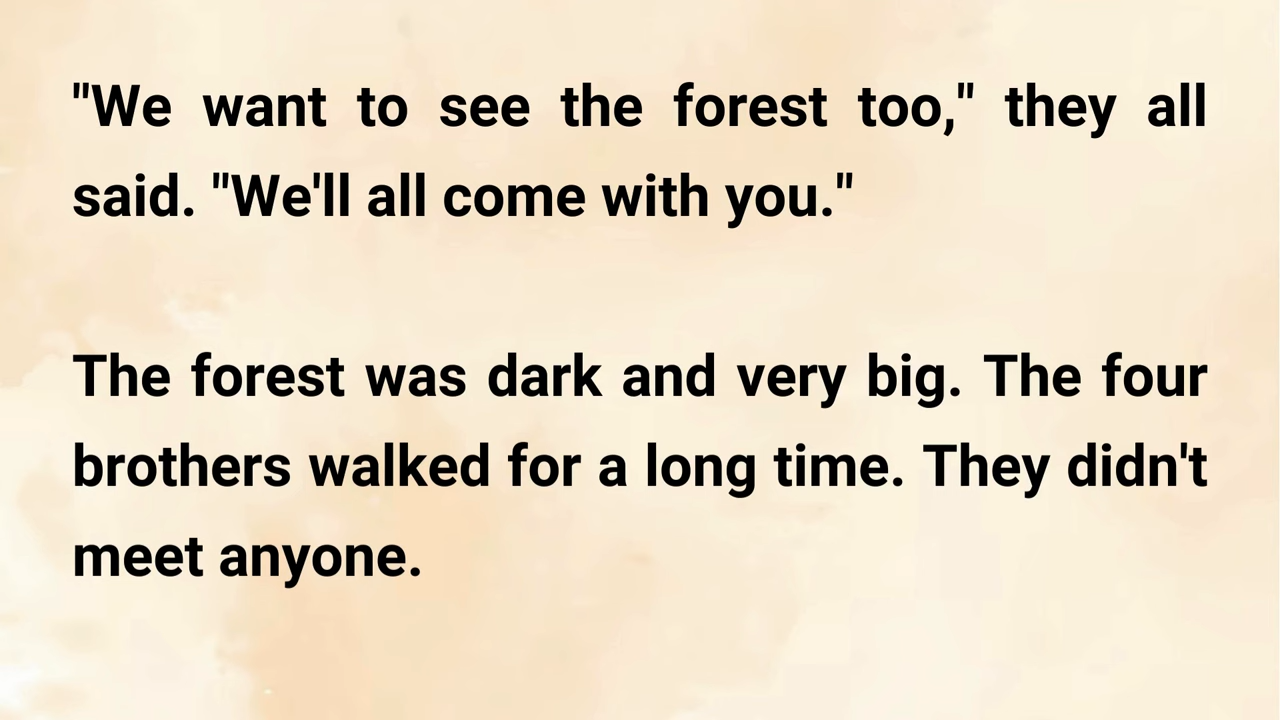 "We want to see the forest too," they all
said. "We'll all come with you."
The forest was dark and very big. The four
brothers walked for a long time. They didn't
meet anyone.